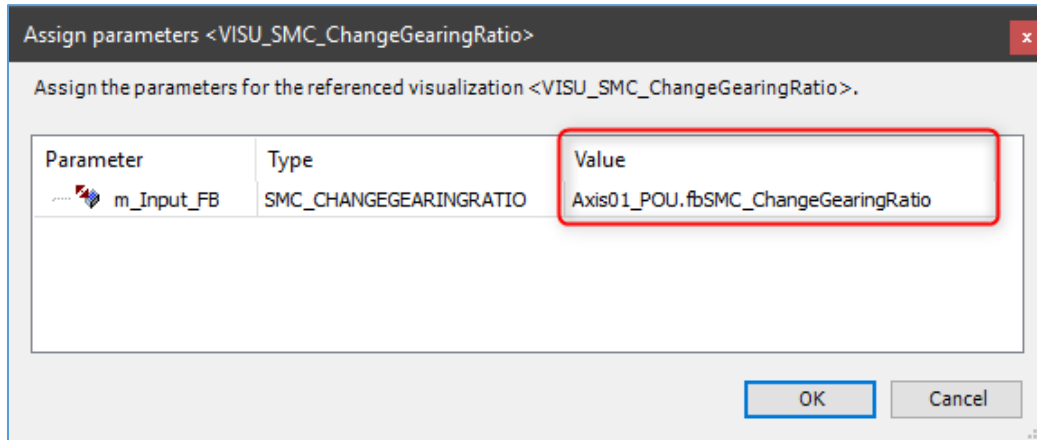 Assign parameters <VISU_SMC_ChangeGearingRatio>
x
Assign the parameters for the referenced visualization <VISU_SMC_ChangeGearingRatio>.
Parameter Type Value
m_Input_FB SMC_CHANGEGEARINGRATIO Axis01_POU.fbSMC_ChangeGearingRatio
OK Cancel